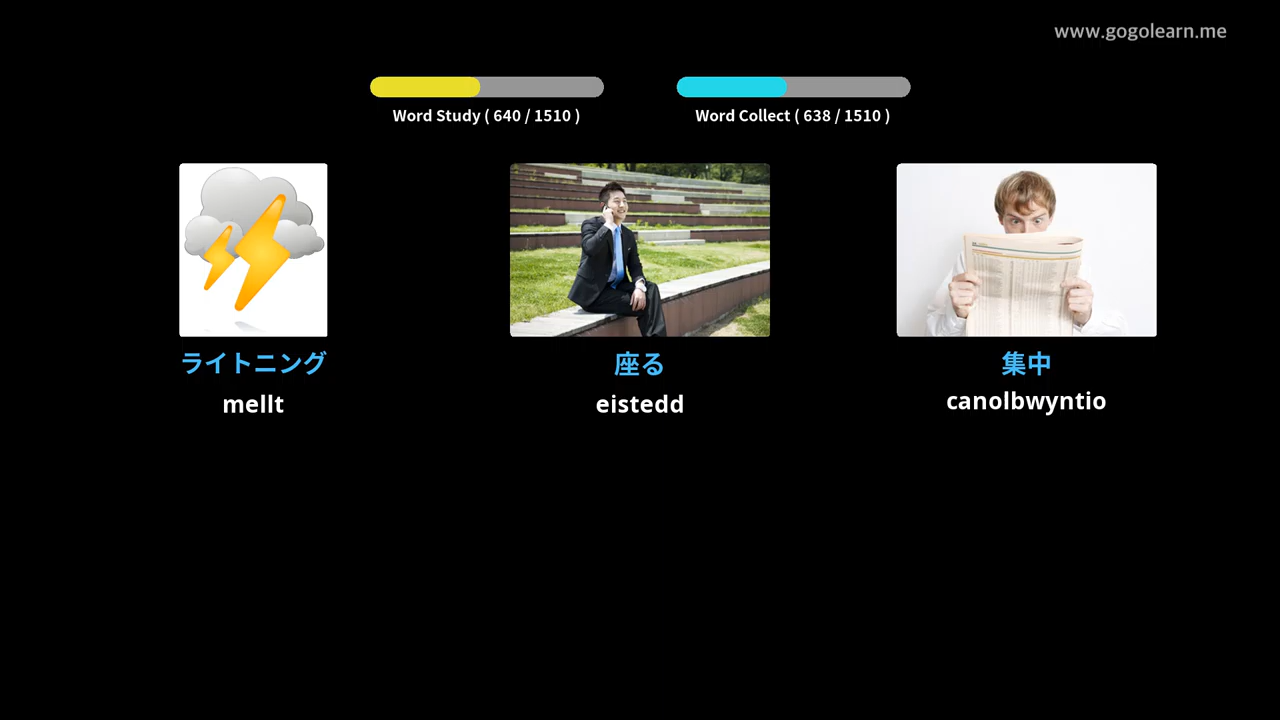 www.gogolearn.me
Word Study ( 640 / 1510 )
Word Collect ( 638 / 1510 )
ライトニング
座る
集中
mellt
eistedd
canolbwyntio